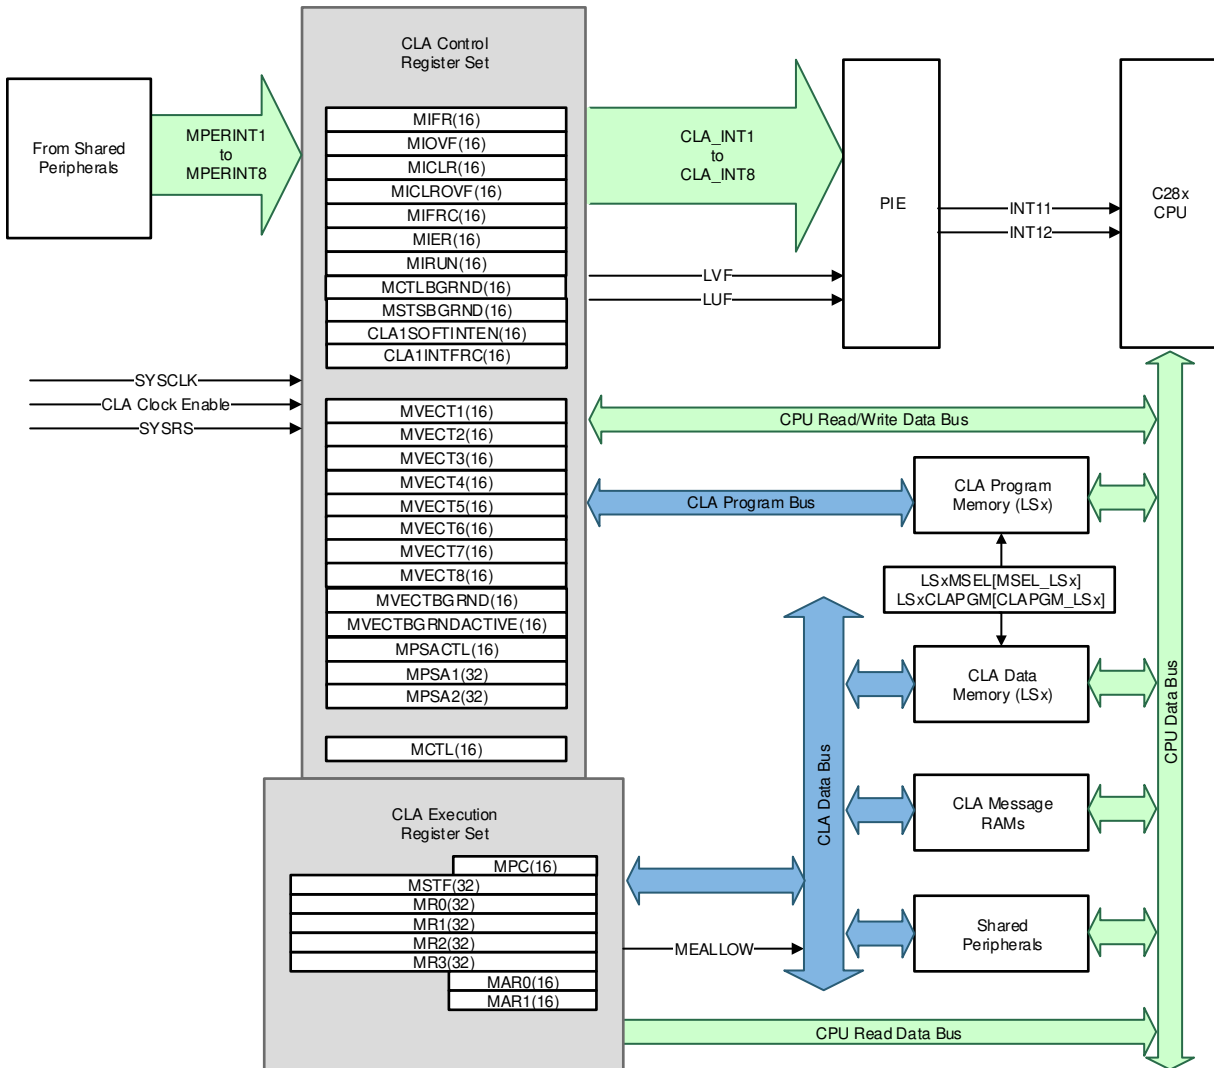 CLA Control
Register Set
From Shared
Peripherals
MPERINT1
to
MPERINT8
MIFR(16)
MIOVF(16)
MICLR(16)
MICLROVF(16)
MIFRC(16)
MIER(16)
MIRUN(16)
MCTLBGRND(16)
MSTSBGRND(16)
CLA1SOFTINTEN(16)
CLA1INTFRC(16)
CLA_INT1
to
CLA_INT8
LVF
LUF
PIE
INT11
INT12
C28x
CPU
SYSCLK
CLA Clock Enable
SYSRS
MVECT1(16)
MVECT2(16)
MVECT3(16)
MVECT4(16)
MVECT5(16)
MVECT6(16)
MVECT7(16)
MVECT8(16)
MVECTBGRND(16)
MVECTBGRNDACTIVE(16)
MPSACTL(16)
MPSA1(32)
MPSA2(32)
MCTL(16)
CPU Read/Write Data Bus
CLA Program Bus
CLA Program
Memory (LSx)
LSxMSEL[MSEL_LSx]
LSxCLAPGM[CLAPGM_LSx]
CLA Data
Memory (LSx)
CLA Message
RAMs
Shared
Peripherals
CLA Data Bus
CPU Data Bus
CLA Execution
Register Set
MPC(16)
MSTF(32)
MR0(32)
MR1(32)
MR2(32)
MR3(32)
MAR0(16)
MAR1(16)
MEALLOW
CPU Read Data Bus